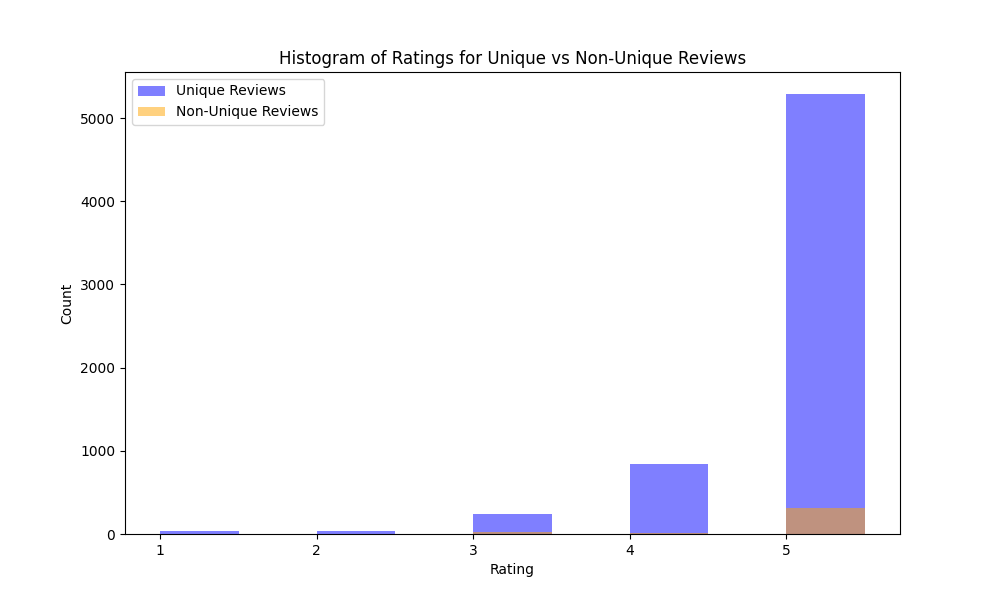 Histogram of Ratings for Unique vs Non-Unique Reviews
Unique Reviews
Non-Unique Reviews
5000
4000
3000
2000
1000
0
Count
1 2 3 4 5
Rating